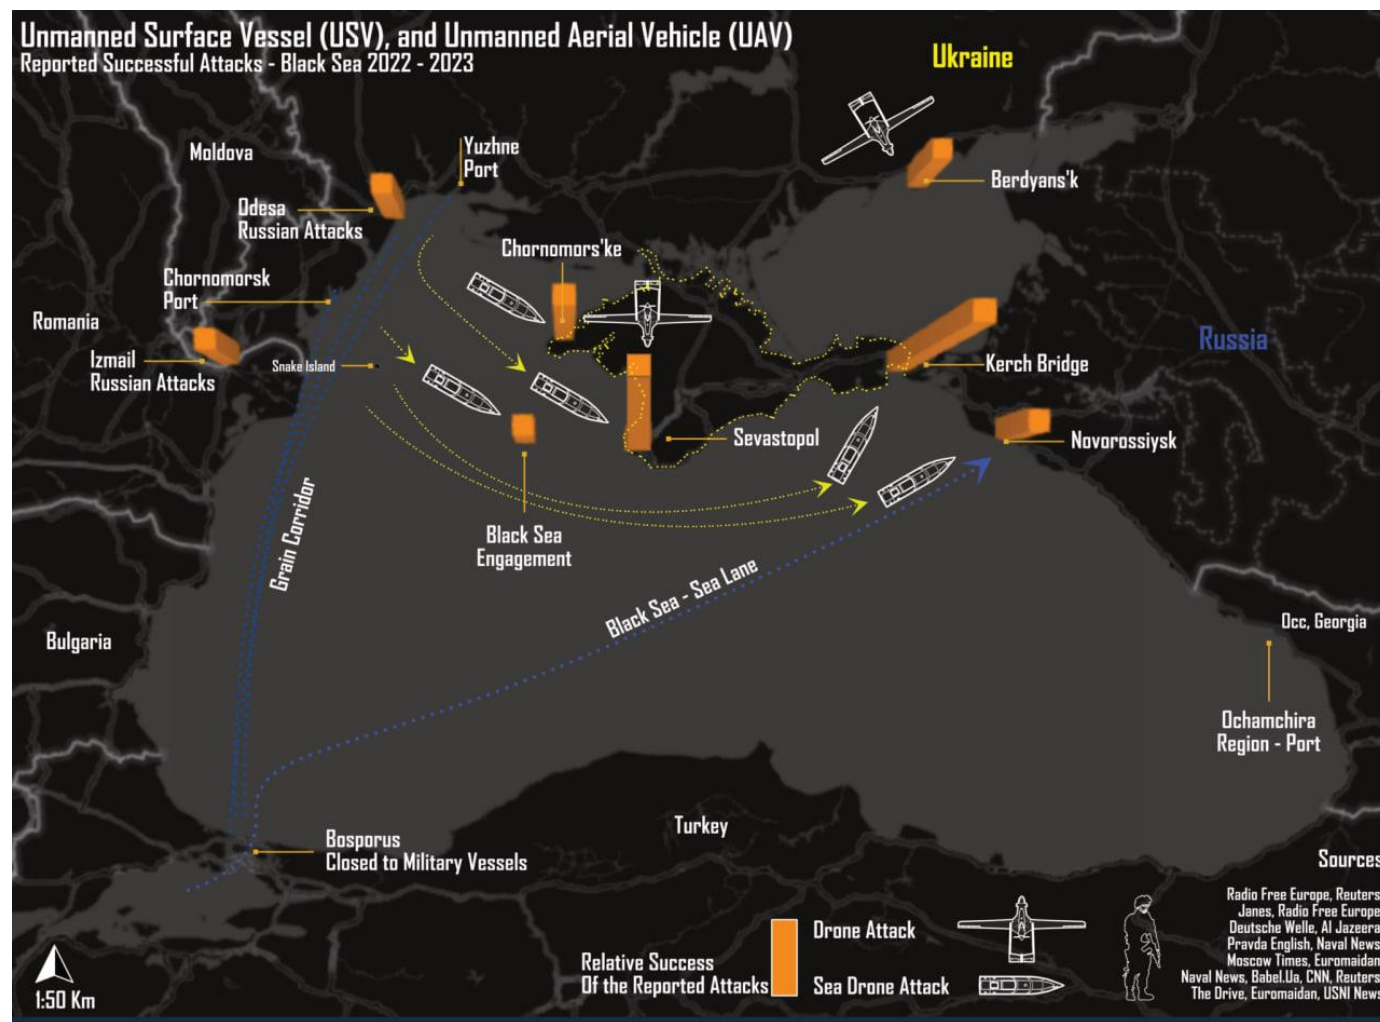 Unmanned Surface Vessel (USV), and Unmanned Aerial Vehicle (UAV)
Reported Successful Attacks - Black Sea 2022 - 2023
Ukraine
Moldova
Yuzhne
Port
Berdyans'k
Odesa
Russian Attacks
Chornomors'ke
Chornomorsk
Port
Romania
Izmail
Russian Attacks
Snake Island
Russia
Kerch Bridge
Sevastopol
Novorossiysk
Black Sea
Engagement
Grain Corridor
Black Sea - Sea Lane
Bulgaria
Occ, Georgia
Ochamchira
Region - Port
Turkey
Bosporus
Closed to Military Vessels
Sources
Radio Free Europe, Reuters
Janes, Radio Free Europe
Deutsche Welle, Al Jazeera
Pravda English, Naval News
Moscow Times, Euromaidan
Naval News, Babel.Ua, CNN, Reuters
The Drive, Euromaidan, USNI News
Drone Attack
Relative Success
Of the Reported Attacks
Sea Drone Attack
1:50 Km